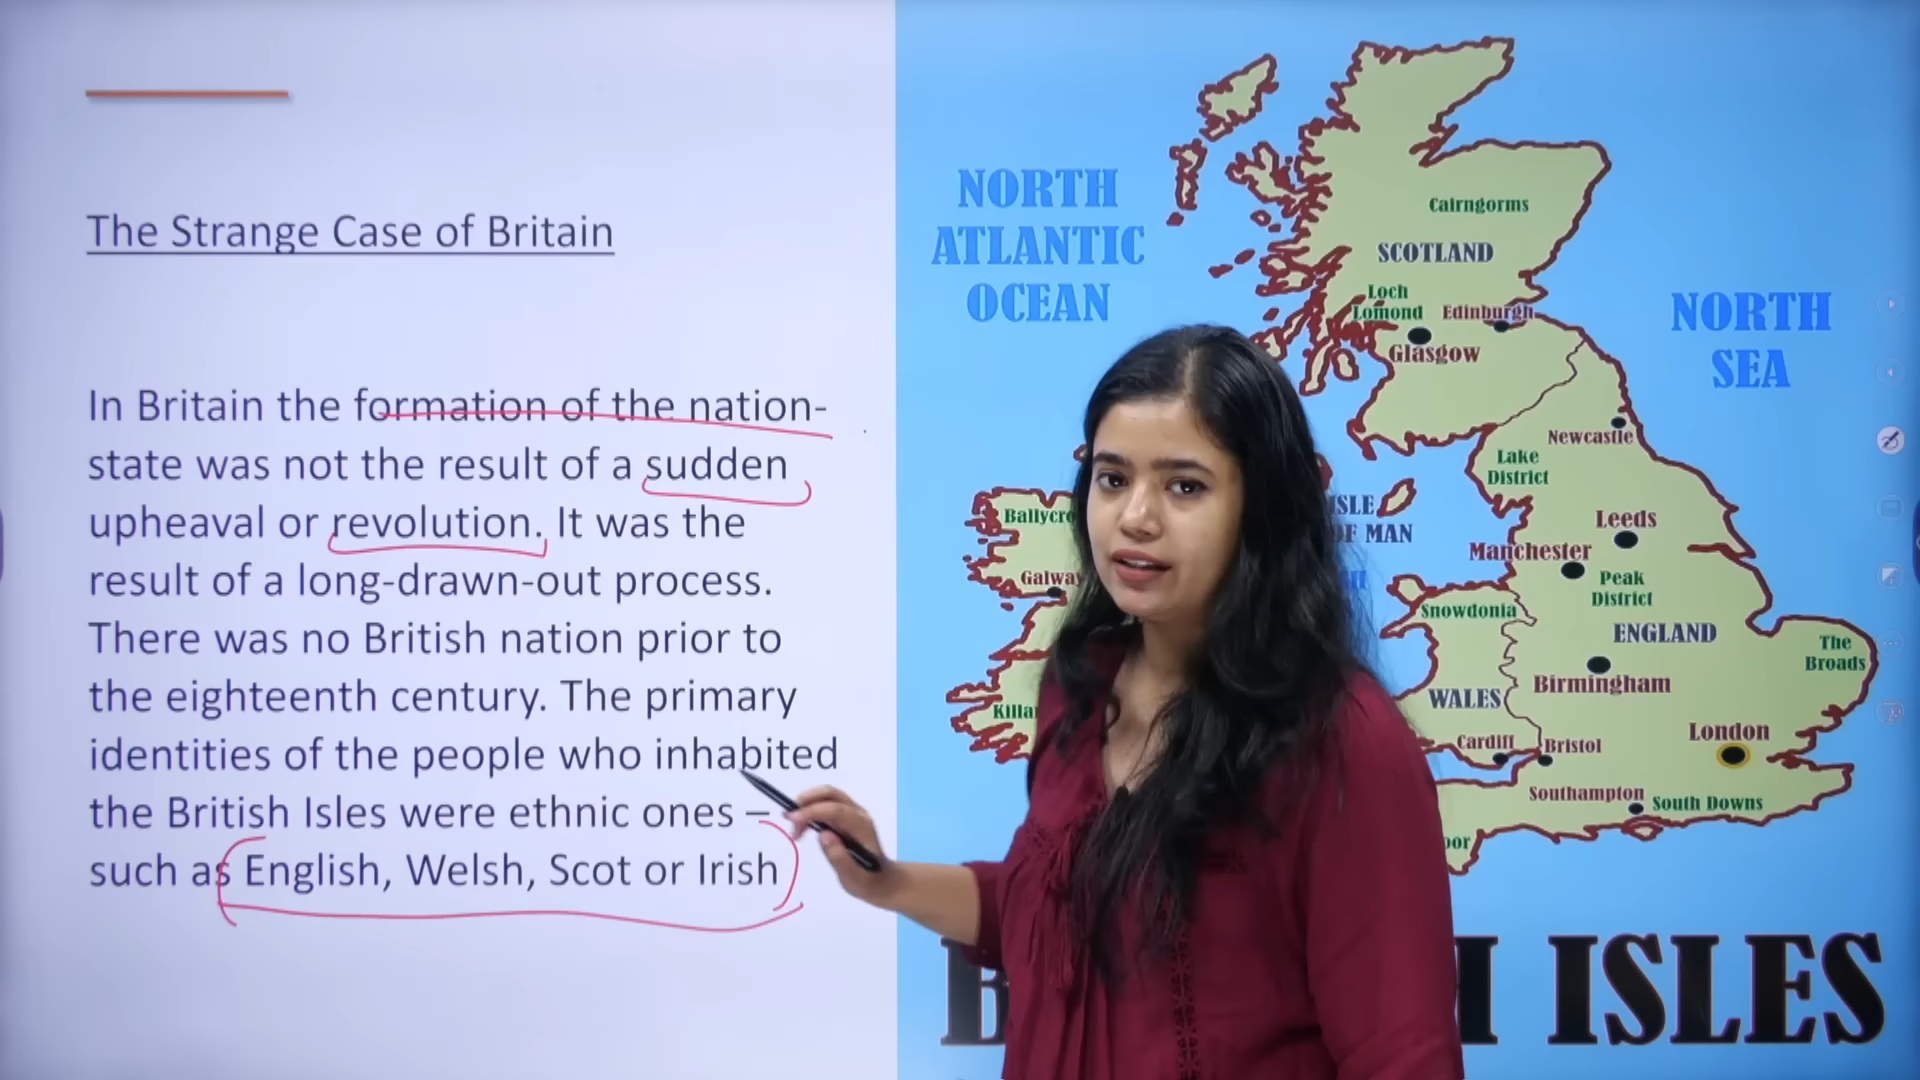 The Strange Case of Britain
In Britain the formation of the nation-
state was not the result of a sudden
upheaval or revolution. It was the
result of a long-drawn-out process.
There was no British nation prior to
the eighteenth century. The primary
identities of the people who inhabited
the British Isles were ethnic ones –
such as English, Welsh, Scot or Irish
NORTH
ATLANTIC
OCEAN
Cairngorms
SCOTLAND
Loch
Lomond
Edinburgh
Glasgow
NORTH
SEA
Newcastle
Lake
District
OF MAN
Leeds
Manchester
Peak
District
Galway
Snowdonia
ENGLAND
The
Broads
Birmingham
WALES
London
Cardiff
Bristol
Southampton
South Downs
ISLES